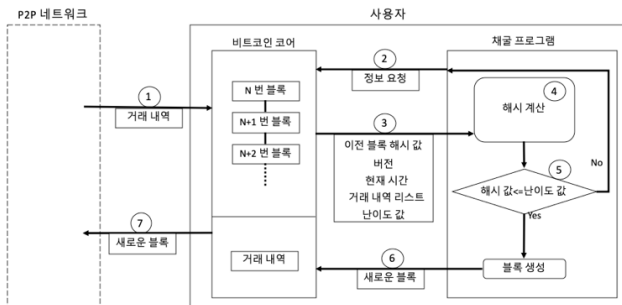 P2P 네트워크
사용자
비트코인 코어
채굴 프로그램
1
거래 내역
N 번 블록
N+1 번 블록
N+2 번 블록
2
정보 요청
3
이전 블록 해시 값
버전
현재 시간
거래 내역 리스트
난이도 값
4
해시 계산
5
No
해시 값<=난이도 값
Yes
7
새로운 블록
거래 내역
6
새로운 블록
블록 생성